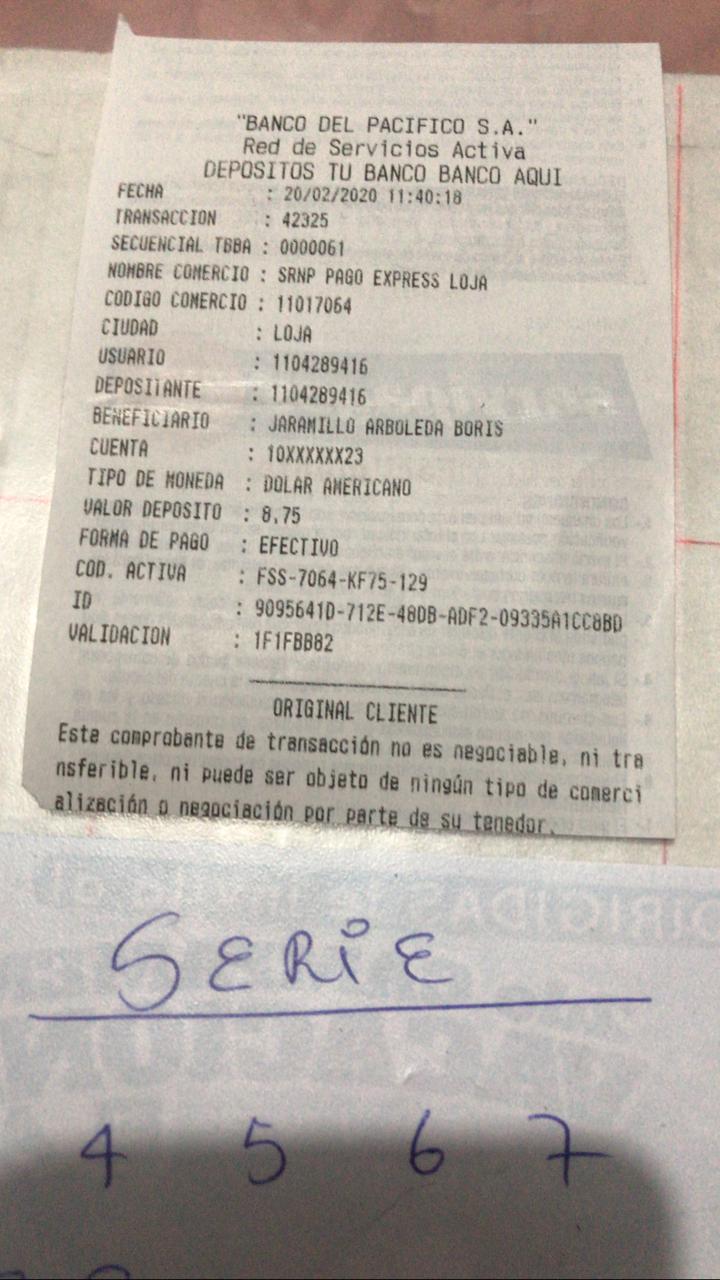 "BANCO DEL PACIFICO S.A."
Red de Servicios Activa
DEPOSITOS TU BANCO BANCO AQUI
FECHA : 20/02/2020 11:40:18
TRANSACCION : 42325
SECUENCIAL TBBA : 0000061
NOMBRE COMERCIO : SRNP PAGO EXPRESS LOJA
CODIGO COMERCIO : 11017064
CIUDAD : LOJA
USUARIO : 1104289416
DEPOSITANTE : 1104289416
BENEFICIARIO : JARAMILLO ARBOLEDA BORIS
CUENTA : 10XXXXXX23
TIPO DE MONEDA : DOLAR AMERICANO
VALOR DEPOSITO : 8.75
FORMA DE PAGO : EFECTIVO
COD. ACTIVA : FSS-7064-KF75-129
ID : 9095641D-712E-48DB-ADF2-09335A1CC8BD
VALIDACION : 1F1FBB82
ORIGINAL CLIENTE
Este comprobante de transacción no es negociable, ni tra
nsferible, ni puede ser objeto de ningún tipo de comerci
alización o negociación por parte de su tenedor.
SERIE
4 5 6 7